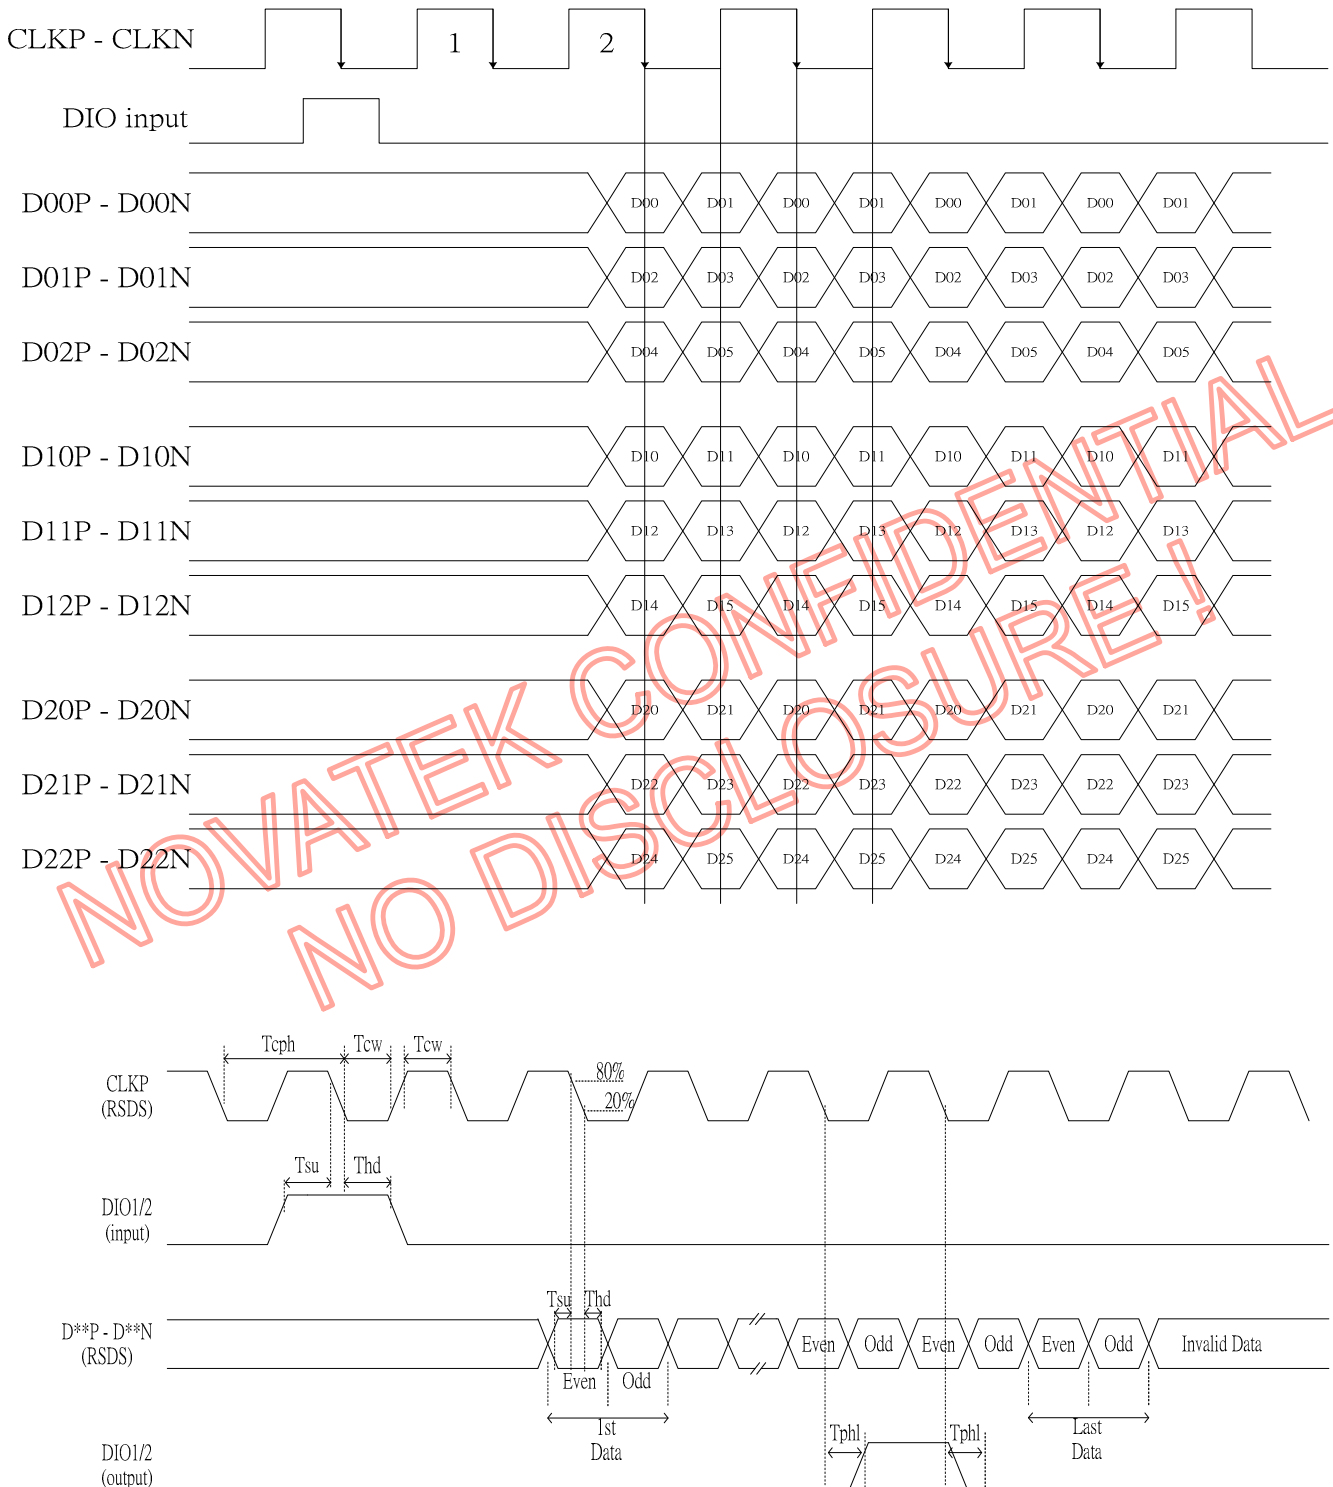 CLKP - CLKN
1
2
DIO input
D00P - D00N
D00 D01 D00 D01 D00 D01 D00 D01
D01P - D01N
D02 D03 D02 D03 D02 D03 D02 D03
D02P - D02N
D04 D05 D04 D05 D04 D05 D04 D05
D10P - D10N
D10 D11 D10 D11 D10 D11 D10 D11
D11P - D11N
D12 D13 D12 D13 D12 D13 D12 D13
D12P - D12N
D14 D15 D14 D15 D14 D15 D14 D15
D20P - D20N
D20 D21 D20 D21 D20 D21 D20 D21
D21P - D21N
D22 D23 D22 D23 D22 D23 D22 D23
D22P - D22N
D24 D25 D24 D25 D24 D25 D24 D25
NOVATEK CONFIDENTIAL
NO DISCLOSURE !
Tcph Tcw Tcw
CLKP
(RSDS)
80%
20%
Tsu Thd
DIO1/2
(input)
Tsu Thd
D**P - D**N
(RSDS)
Even Odd Even Odd Even Odd Invalid Data
Even Odd
1st
Data
Last
Data
Tphl Tphl
DIO1/2
(output)